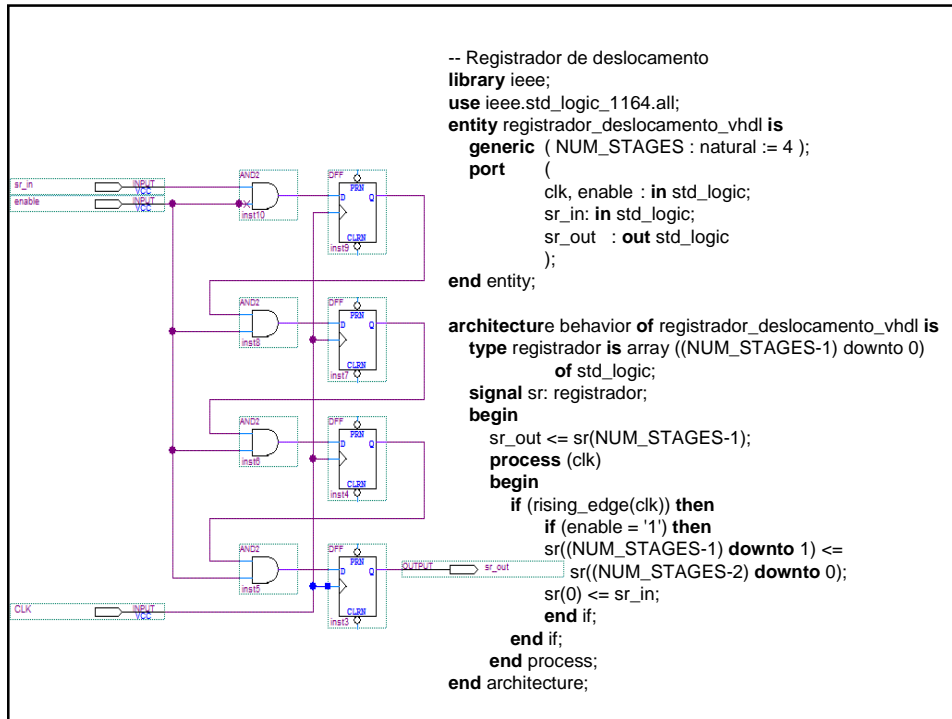 -- Registrador de deslocamento
library ieee;
use ieee.std_logic_1164.all;
entity registrador_deslocamento_vhdl is
generic ( NUM_STAGES : natural := 4 );
port (
clk, enable : in std_logic;
sr_in: in std_logic;
sr_out : out std_logic
);
end entity;
architecture behavior of registrador_deslocamento_vhdl is
type registrador is array ((NUM_STAGES-1) downto 0)
of std_logic;
signal sr: registrador;
begin
sr_out <= sr(NUM_STAGES-1);
process (clk)
begin
if (rising_edge(clk)) then
if (enable = '1') then
sr((NUM_STAGES-1) downto 1) <=
sr((NUM_STAGES-2) downto 0);
sr(0) <= sr_in;
end if;
end if;
end process;
end architecture;
sr_in INPUT
VCC
enable INPUT
VCC
AND2
inst10
DFF
PRN
D Q
CLRN
inst9
AND2
inst8
DFF
PRN
D Q
CLRN
inst7
AND2
inst6
DFF
PRN
D Q
CLRN
inst4
AND2
inst5
DFF
PRN
D Q
CLRN
inst3
OUTPUT sr_out
CLK INPUT
VCC